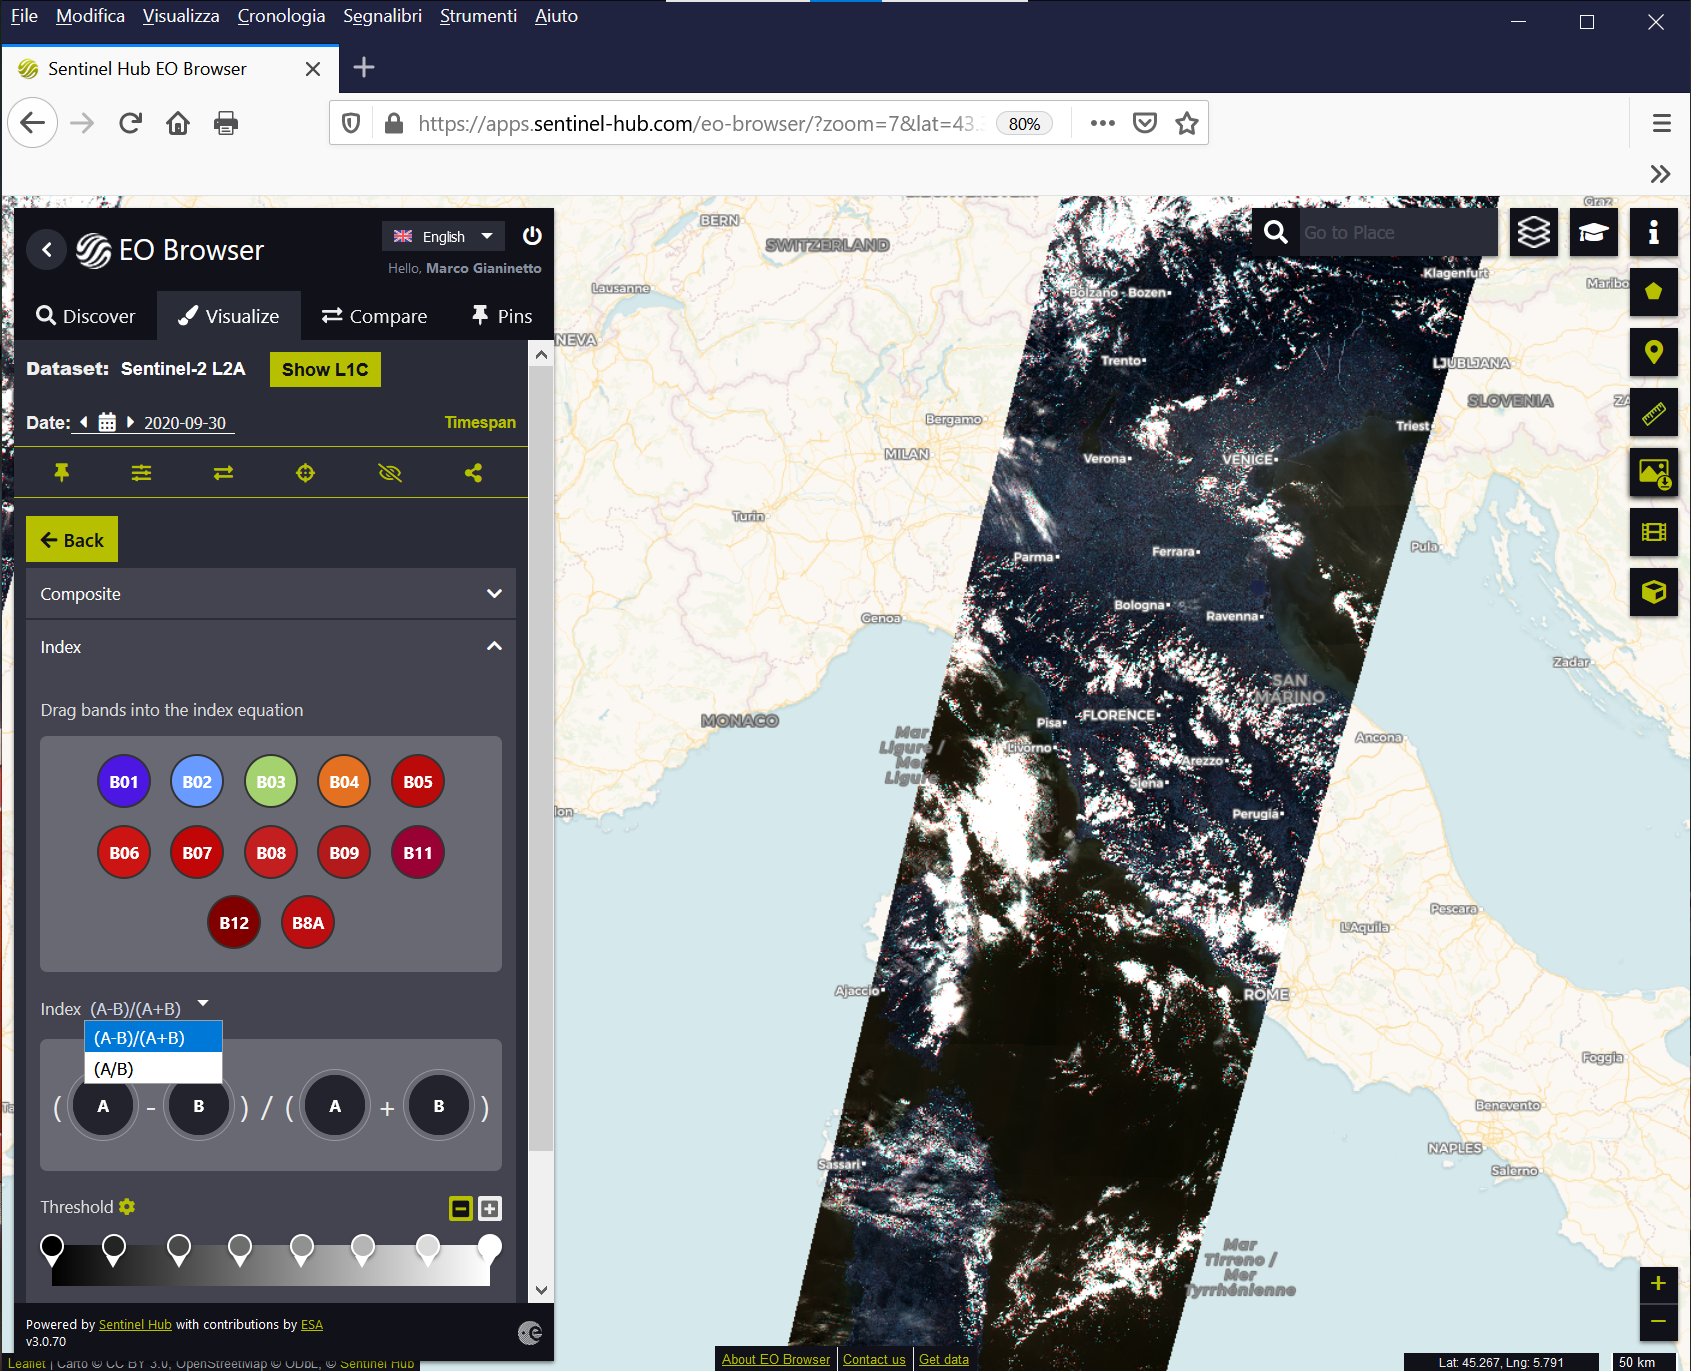 File Modifica Visualizza Cronologia Segnalibri Strumenti Aiuto
Sentinel Hub EO Browser
https://apps.sentinel-hub.com/eo-browser/?zoom=7&lat=43. 80%
EO Browser
English
Hello, Marco Gianinetto
Discover Visualize Compare Pins
Dataset: Sentinel-2 L2A Show L1C
Date: 2020-09-30 Timespan
Back
Composite
Index
Drag bands into the index equation
B01 B02 B03 B04 B05
B06 B07 B08 B09 B11
B12 B8A
Index (A-B)/(A+B)
(A-B)/(A+B)
(A/B)
( A - B ) / ( A + B )
Threshold
Powered by Sentinel Hub with contributions by ESA
v3.0.70
Leaflet | Carto © CC BY 3.0, OpenStreetMap © ODbL, © Sentinel Hub
Go to Place
BERN
SWITZERLAND
Graz
Klagenfurt
Maribo
Lausanne
Bolzano - Bozen
NEVA
Trento
LJUBLJANA
SLOVENIA
ZA
Bergamo
Triest
MILAN
Verona
VENICE
Turin
Parma
Ferrara
Pula
Bologna
Ravenna
Genoa
Zadar
SAN
MARINO
MONACO
Pisa
FLORENCE
Mar
Ligure /
Mer
Ligure
Livorno
Ancona
Arezzo
Siena
Perugia
lon
Pescara
L'Aquila
Ajaccio
ROME
Foggia
Benevento
NAPLES
Salerno
Sassari
Mar
Tirreno /
Mer
Tyrrhénienne
+
−
About EO Browser | Contact us | Get data
Lat: 45.267, Lng: 5.791
50 km